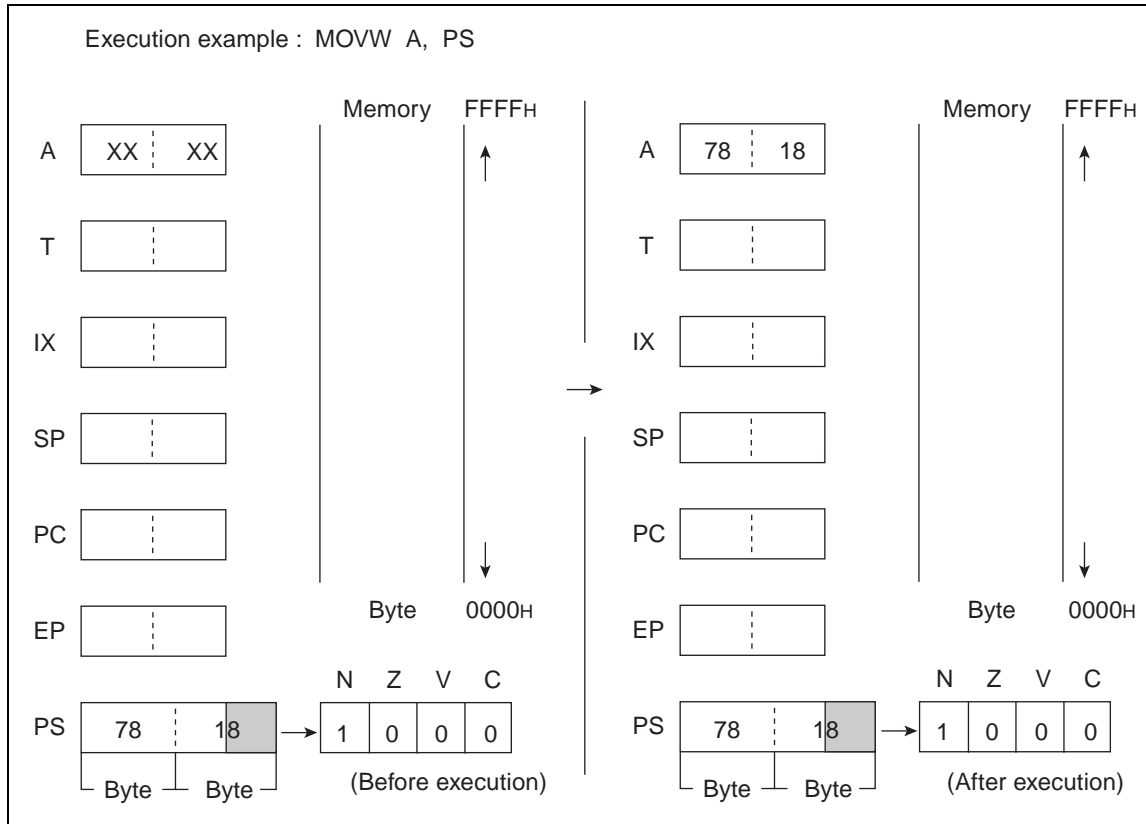 Execution example : MOVW A, PS
Memory FFFFH
A XX XX
T
IX
SP
PC
Byte 0000H
EP
N Z V C
PS 78 18 1 0 0 0
Byte Byte (Before execution)
Memory FFFFH
A 78 18
T
IX
SP
PC
Byte 0000H
EP
N Z V C
PS 78 18 1 0 0 0
Byte Byte (After execution)